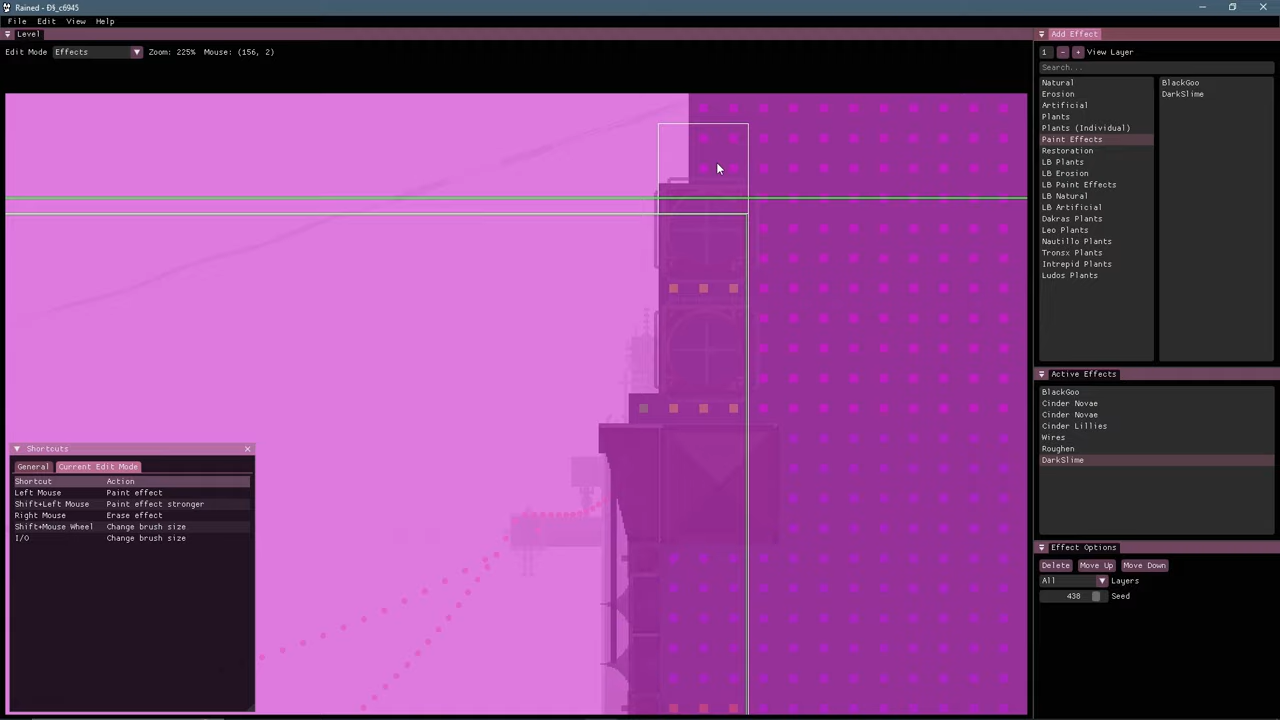 Rained - Ð§_c6945
File Edit View Help
Level
Edit Mode Effects Zoom: 225% Mouse: (156, 2)
Add Effect
1 - + View Layer
Search...
Natural
Erosion
Artificial
Plants
Plants (Individual)
Paint Effects
Restoration
LB Plants
LB Erosion
LB Paint Effects
LB Natural
LB Artificial
Dakras Plants
Leo Plants
Nautillo Plants
Tronsx Plants
Intrepid Plants
Ludos Plants
BlackGoo
DarkSlime
Active Effects
BlackGoo
Cinder Novae
Cinder Novae
Cinder Lillies
Wires
Roughen
DarkSlime
Effect Options
Delete Move Up Move Down
All Layers
438 Seed
Shortcuts
General Current Edit Mode
Shortcut Action
Left Mouse Paint effect
Shift+Left Mouse Paint effect stronger
Right Mouse Erase effect
Shift+Mouse Wheel Change brush size
I/O Change brush size